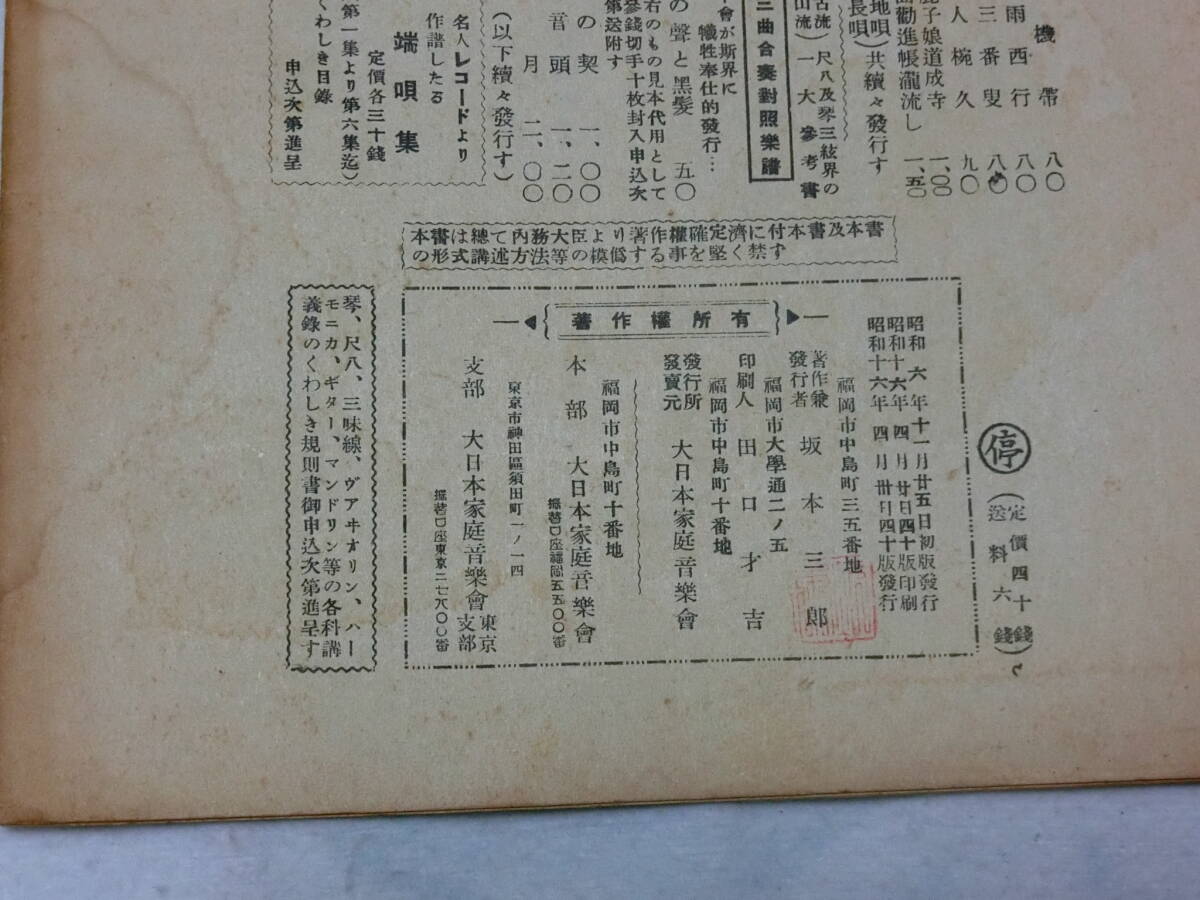 機帶 八〇
雨西行 八〇
三番叟 八〇
人椀久 九〇
鹿子娘道成寺 一、〇〇
勸進帳瀧流し 一、五〇
地唄)共續々發行す
長唄)
古流)尺八及琴三絃界の
山流)一大參考書
三曲合奏對照樂譜
會が斯界に
犧牲奉仕的發行…
の聲と黑髮 五〇
右のもの見本代用として
參錢切手十枚封入申込次
第送附す
の契 一、〇〇
音頭 一、二〇
月 二、〇〇
(以下續々發行す)
名人レコードより
作譜したる
端唄集
定價各三十錢
第一集より第六集迄)
くわしき目錄
申込次第進呈
本書は總て內務大臣より著作權確定濟に付本書及本書
の形式講述方法等の模僞する事を堅く禁ず
停
(定價四十錢)
(送料六錢)
昭和六年十一月廿五日初版發行
昭和十六年四月廿日四十版印刷
昭和十六年四月卅日四十版發行
著作權所有
福岡市中島町三五番地
著作兼發行者 坂本三郎
福岡市大學通二ノ五
印刷人 田口才吉
福岡市中島町十番地
發行所
發賣元 大日本家庭音樂會
福岡市中島町十番地
本部 大日本家庭音樂會
振替口座福岡五五〇〇番
東京市神田區須田町一ノ一四
支部 大日本家庭音樂會東京支部
振替口座東京二七八〇〇番
琴、尺八、三味線、ヴアヰオリン、ハー
モニカ、ギター、マンドリン等の各科講
義錄のくわしき規則書御申込次第進呈す